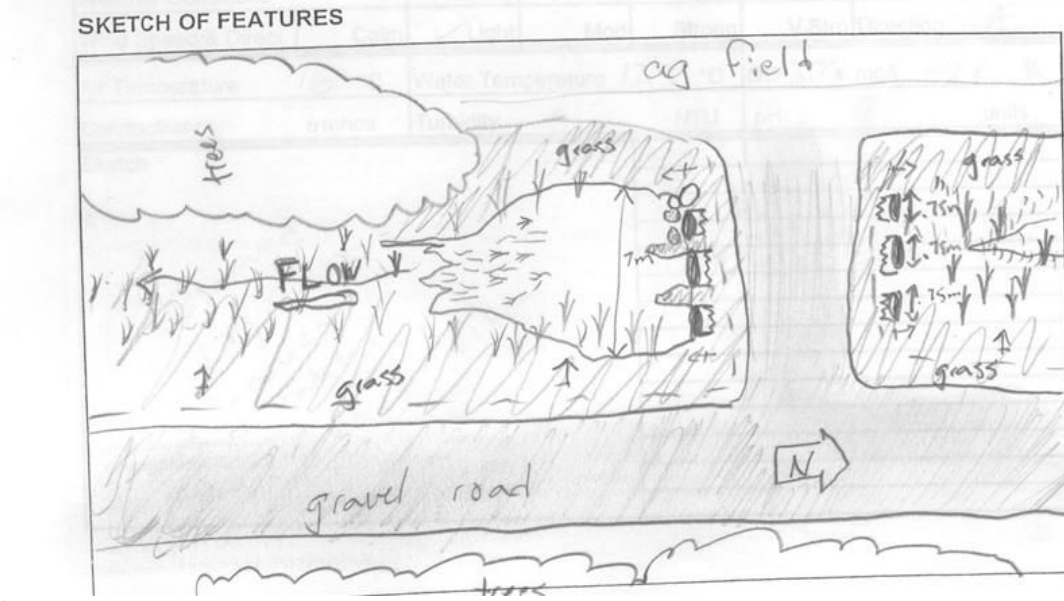 SKETCH OF FEATURES
ag field
trees
grass
grass
7m
.75m
.75m
.75m
FLOW
grass
grass
N
gravel road
trees